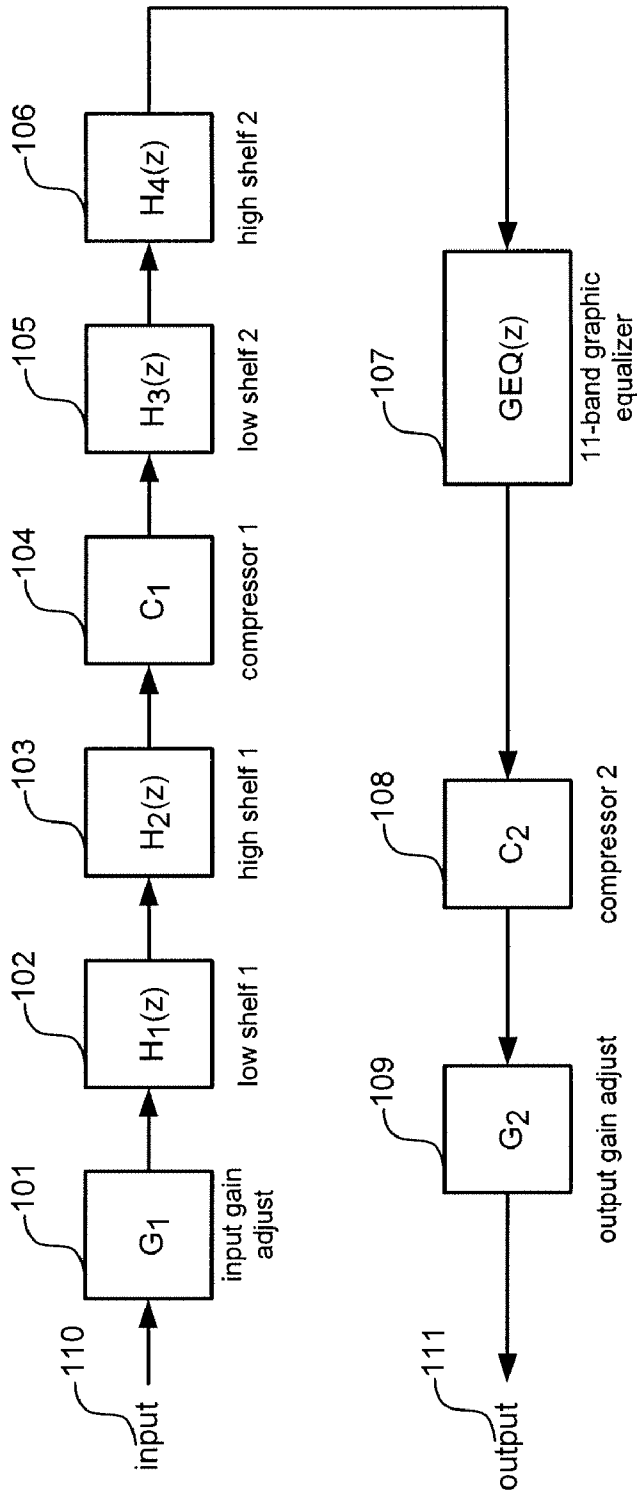 110
input
101
G1
input gain
adjust
102
H1(z)
low shelf 1
103
H2(z)
high shelf 1
104
C1
compressor 1
105
H3(z)
low shelf 2
106
H4(z)
high shelf 2
107
GEQ(z)
11-band graphic
equalizer
108
C2
compressor 2
109
G2
output gain adjust
111
output